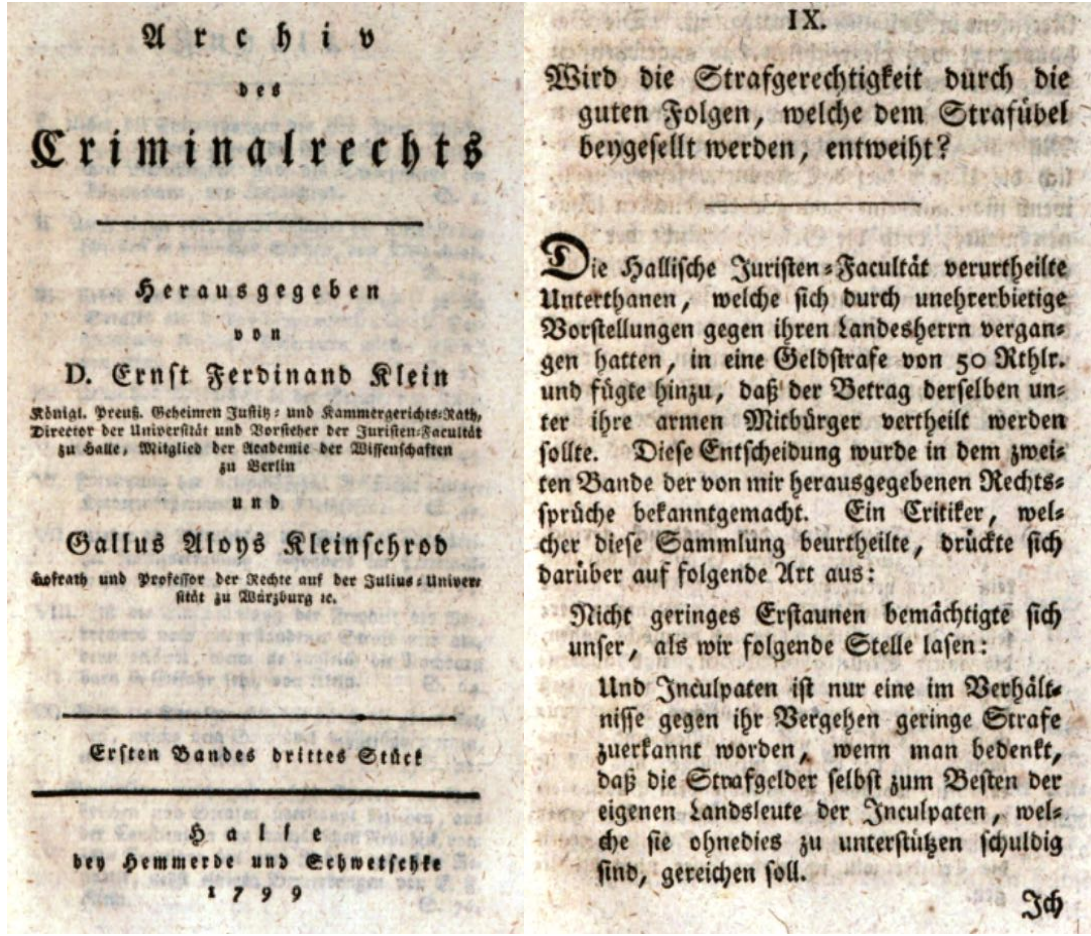 Archiv
des
Criminalrechts
Herausgegeben
von
D. Ernst Ferdinand Klein
Königl. Preuß. Geheimen Justitz- und Kammergerichts-Rath,
Director der Universität und Vorsteher der Juristen-Facultät
zu Halle, Mitglied der Academie der Wissenschaften
zu Berlin
und
Gallus Aloys Kleinschrod
Hofrath und Professor der Rechte auf der Julius-Univer-
sität zu Würzburg ꝛc.
Ersten Bandes drittes Stück
Halle
bey Hemmerde und Schwetschke
1799
IX.
Wird die Strafgerechtigkeit durch die
guten Folgen, welche dem Strafübel
beygesellt werden, entweiht?
Die Hallische Juristen-Facultät verurtheilte
Unterthanen, welche sich durch unehrerbietige
Vorstellungen gegen ihren Landesherrn vergan-
gen hatten, in eine Geldstrafe von 50 Rthlr.
und fügte hinzu, daß der Betrag derselben un-
ter ihre armen Mitbürger vertheilt werden
sollte. Diese Entscheidung wurde in dem zwei-
ten Bande der von mir herausgegebenen Rechts-
sprüche bekanntgemacht. Ein Critiker, wel-
cher diese Sammlung beurtheilte, drückte sich
darüber auf folgende Art aus:
Nicht geringes Erstaunen bemächtigte sich
unser, als wir folgende Stelle lasen:
Und Inculpaten ist nur eine im Verhält-
nisse gegen ihr Vergehen geringe Strafe
zuerkannt worden, wenn man bedenkt,
daß die Strafgelder selbst zum Besten der
eigenen Landsleute der Inculpaten, wel-
che sie ohnedies zu unterstützen schuldig
sind, gereichen soll.
Ich